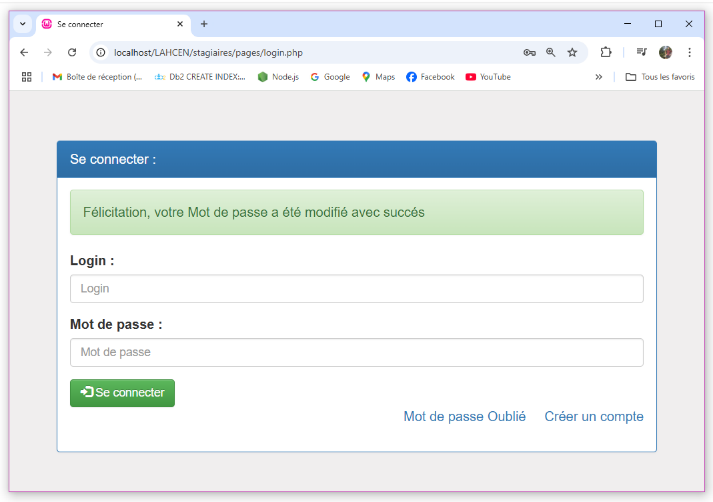 Se connecter
localhost/LAHCEN/stagiaires/pages/login.php
Boîte de réception (... Db2 CREATE INDEX:... Node.js Google Maps Facebook YouTube » Tous les favoris
Se connecter :
Félicitation, votre Mot de passe a été modifié avec succés
Login :
Login
Mot de passe :
Mot de passe
Se connecter
Mot de passe Oublié Créer un compte